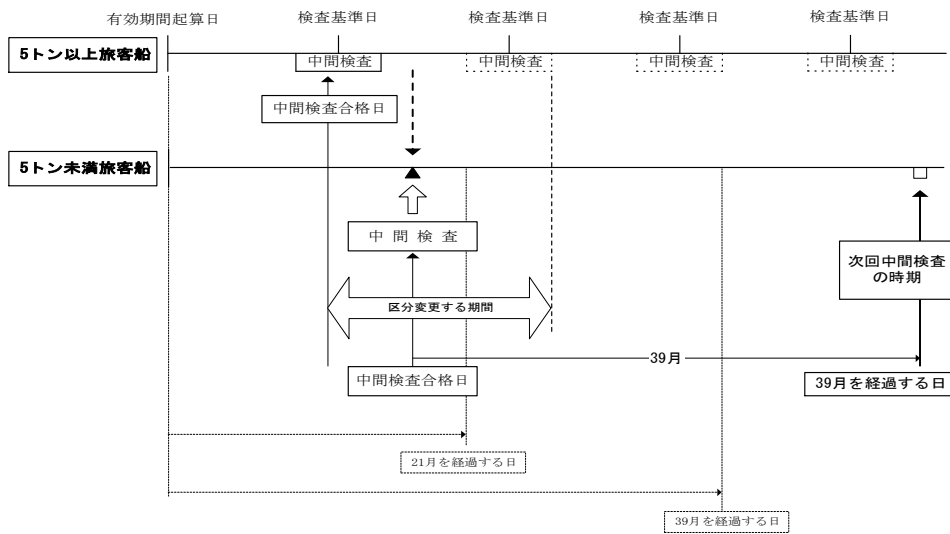 有効期間起算日
検査基準日
検査基準日
検査基準日
検査基準日
5トン以上旅客船
中間検査
中間検査
中間検査
中間検査
中間検査合格日
5トン未満旅客船
中 間 検 査
次回中間検査
の時期
区分変更する期間
39月
中間検査合格日
39月を経過する日
21月を経過する日
39月を経過する日